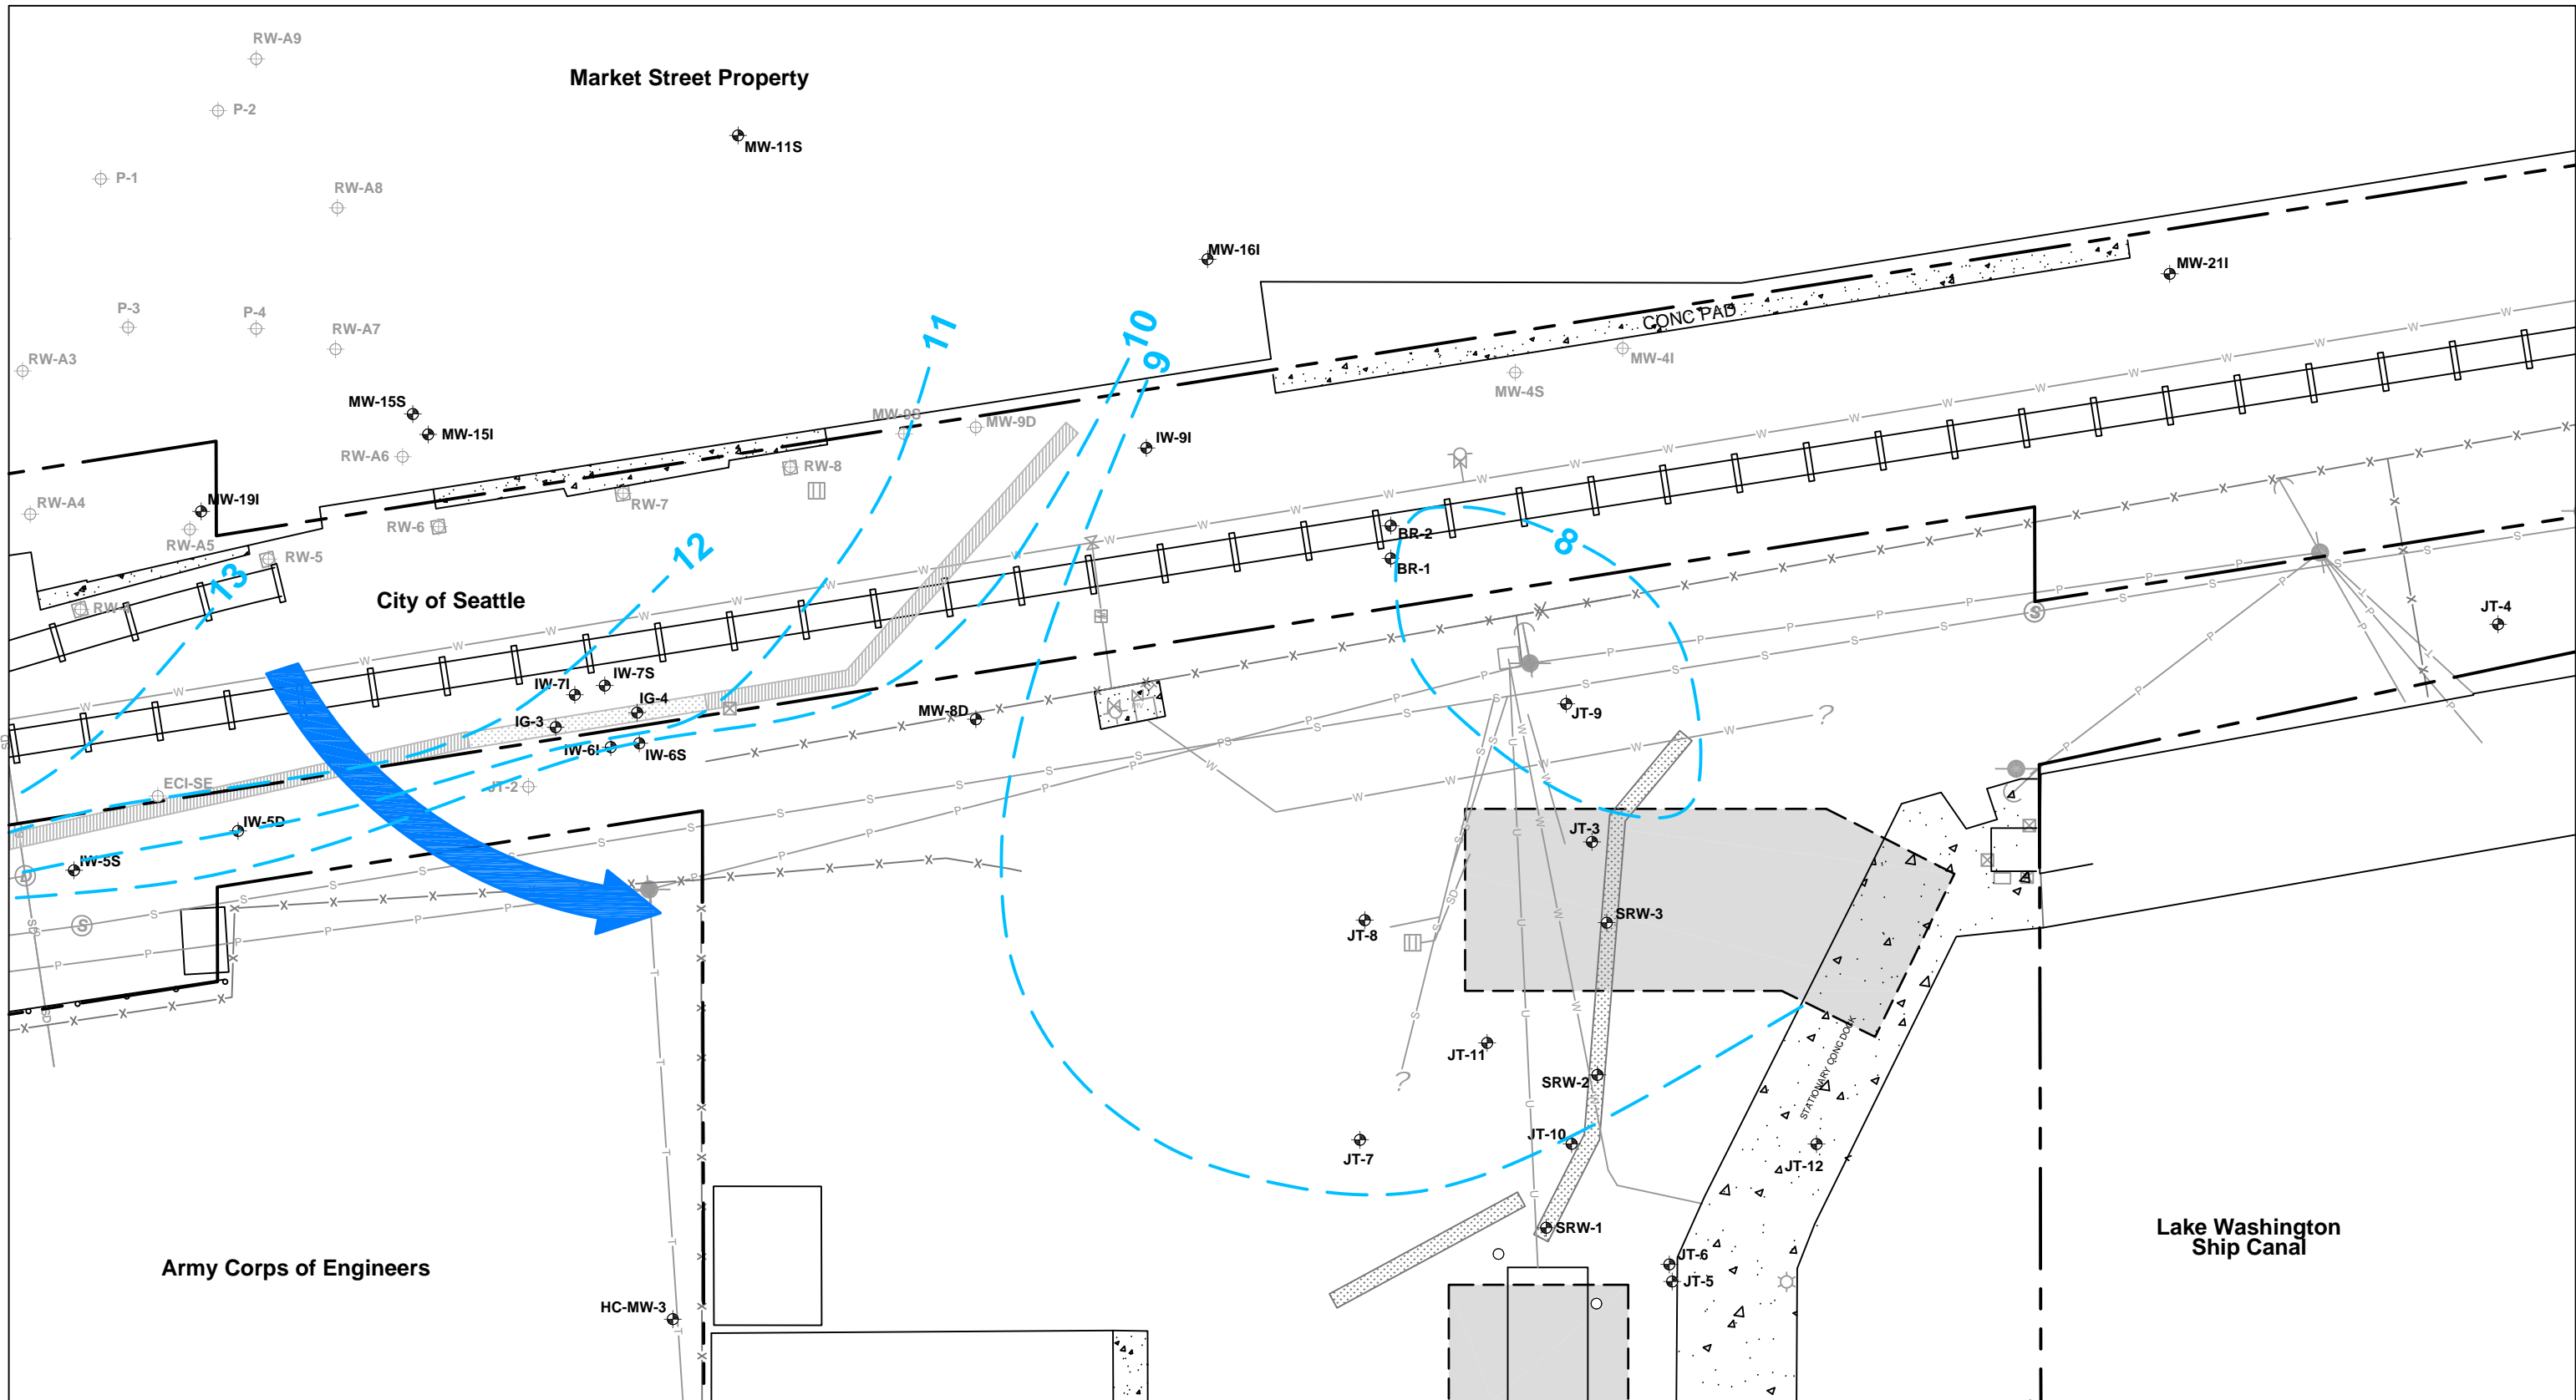 RW-A9
Market Street Property
P-2
MW-11S
P-1
RW-A8
MW-16I
MW-21I
P-3
P-4
RW-A7
11
10
9
CONC PAD
RW-A3
MW-4I
MW-4S
MW-15S
MW-15I
MW-9S
MW-9D
IW-9I
RW-A6
RW-8
MW-19I
RW-A4
RW-7
RW-6
BR-2
RW-A5
RW-5
12
8
BR-1
13
City of Seattle
JT-4
IW-7S
IW-7I
IG-4
IG-3
MW-8D
JT-9
?
IW-6I
IW-6S
ECI-SE
JT-2
IW-5D
JT-3
IW-5S
SRW-3
JT-8
JT-11
SRW-2
?
STATIONARY CONC DOCK
JT-10
JT-7
JT-12
SRW-1
Lake Washington
Ship Canal
JT-6
Army Corps of Engineers
JT-5
HC-MW-3